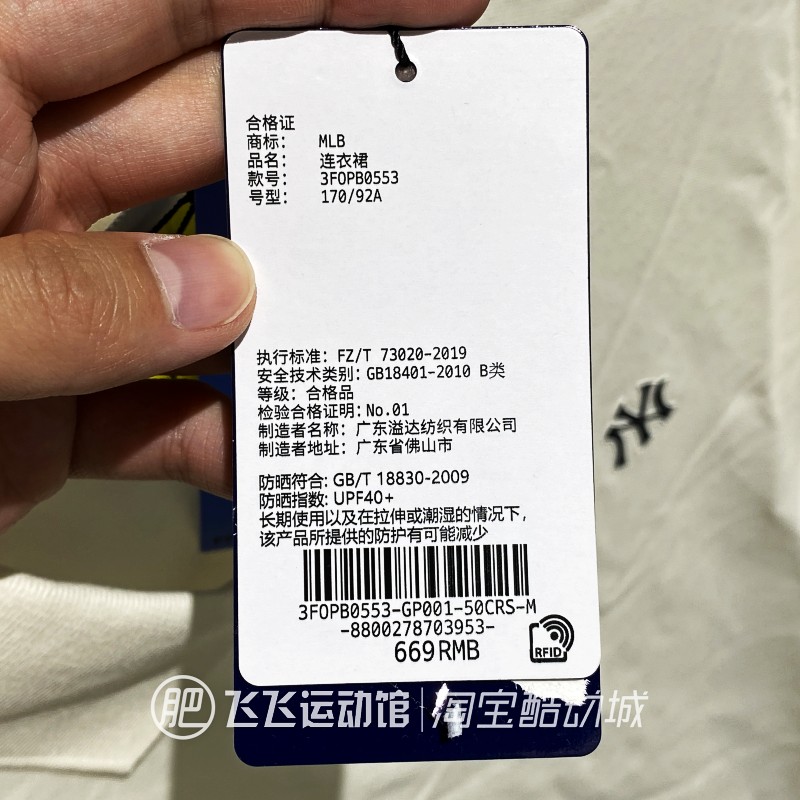 合格证
商标: MLB
品名: 连衣裙
款号: 3FOPB0553
号型: 170/92A
执行标准: FZ/T 73020-2019
安全技术类别: GB18401-2010 B类
等级: 合格品
检验合格证明: No.01
制造者名称: 广东溢达纺织有限公司
制造者地址: 广东省佛山市
防晒符合: GB/T 18830-2009
防晒指数: UPF40+
长期使用以及在拉伸或潮湿的情况下,
该产品所提供的防护有可能减少
3FOPB0553-GP001-50CRS-M
-8800278703953-
669RMB
RFID
肥 飞飞运动馆 | 淘宝酷动城
NY